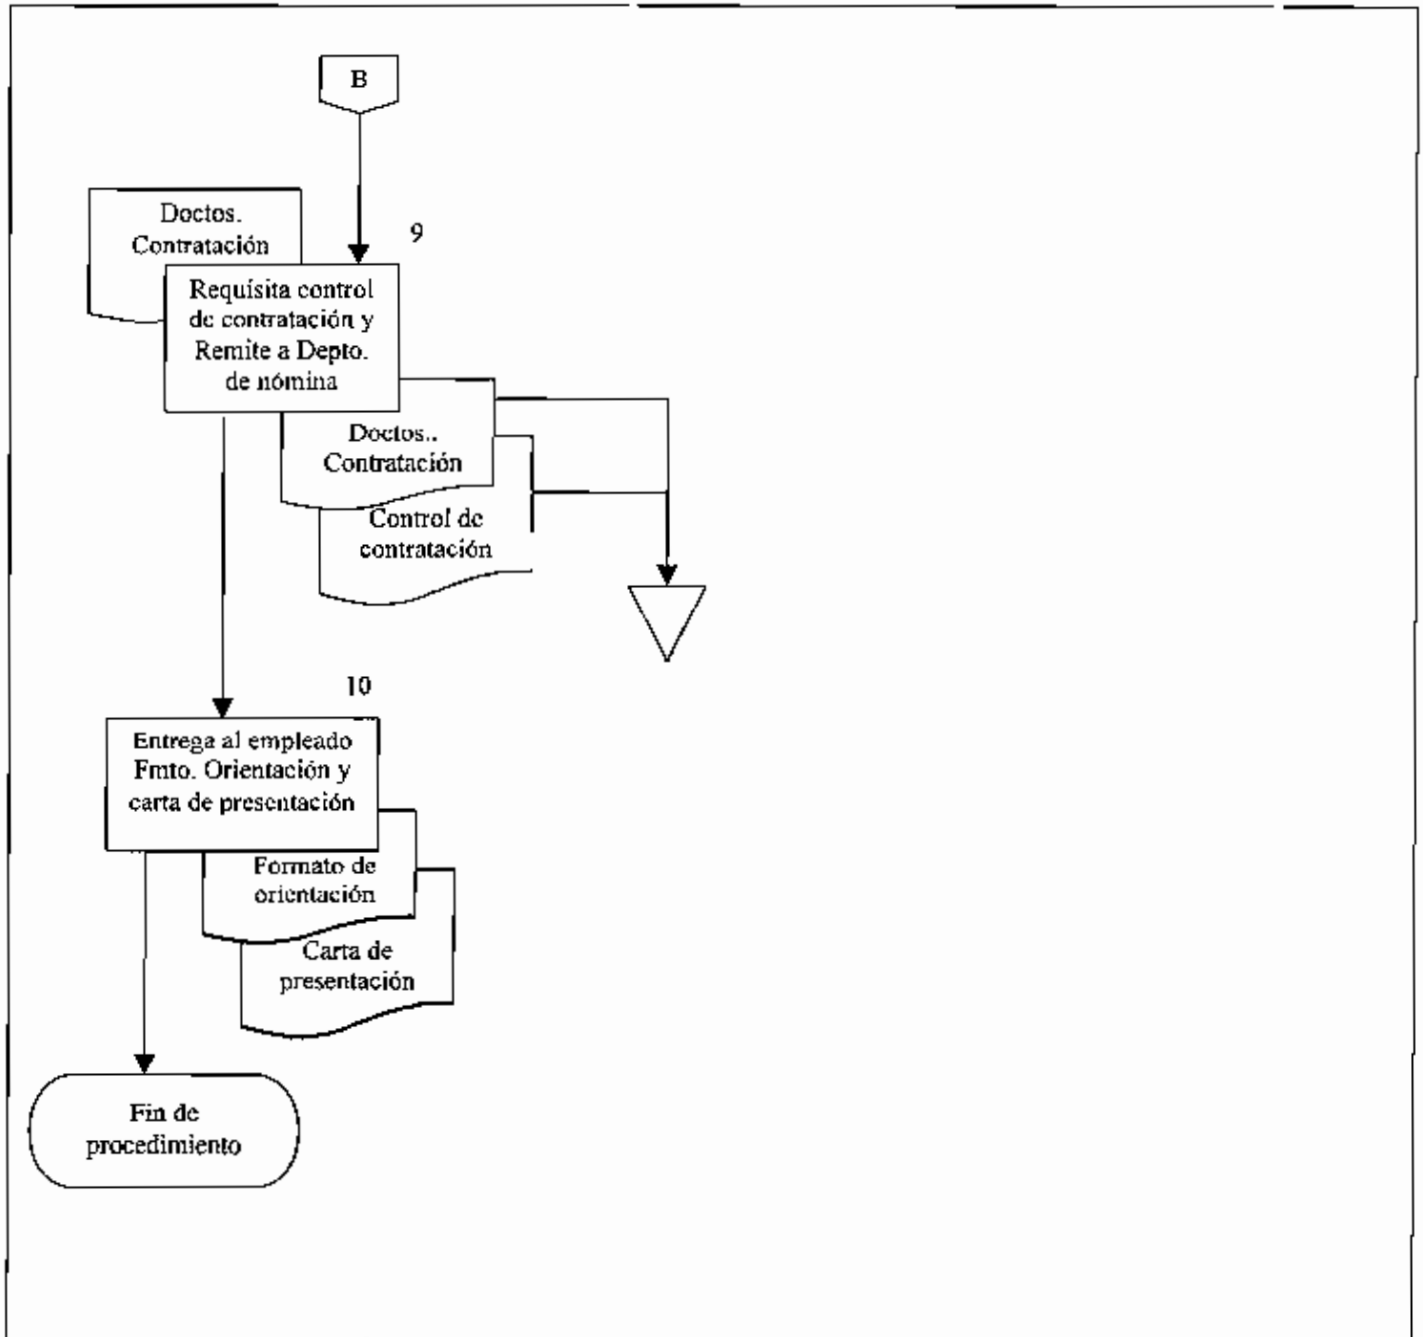 B
Doctos.
Contratación
9
Requisita control
de contratación y
Remite a Depto.
de nómina
Doctos..
Contratación
Control de
contratación
10
Entrega al empleado
Fmto. Orientación y
carta de presentación
Formato de
orientación
Carta de
presentación
Fin de
procedimiento